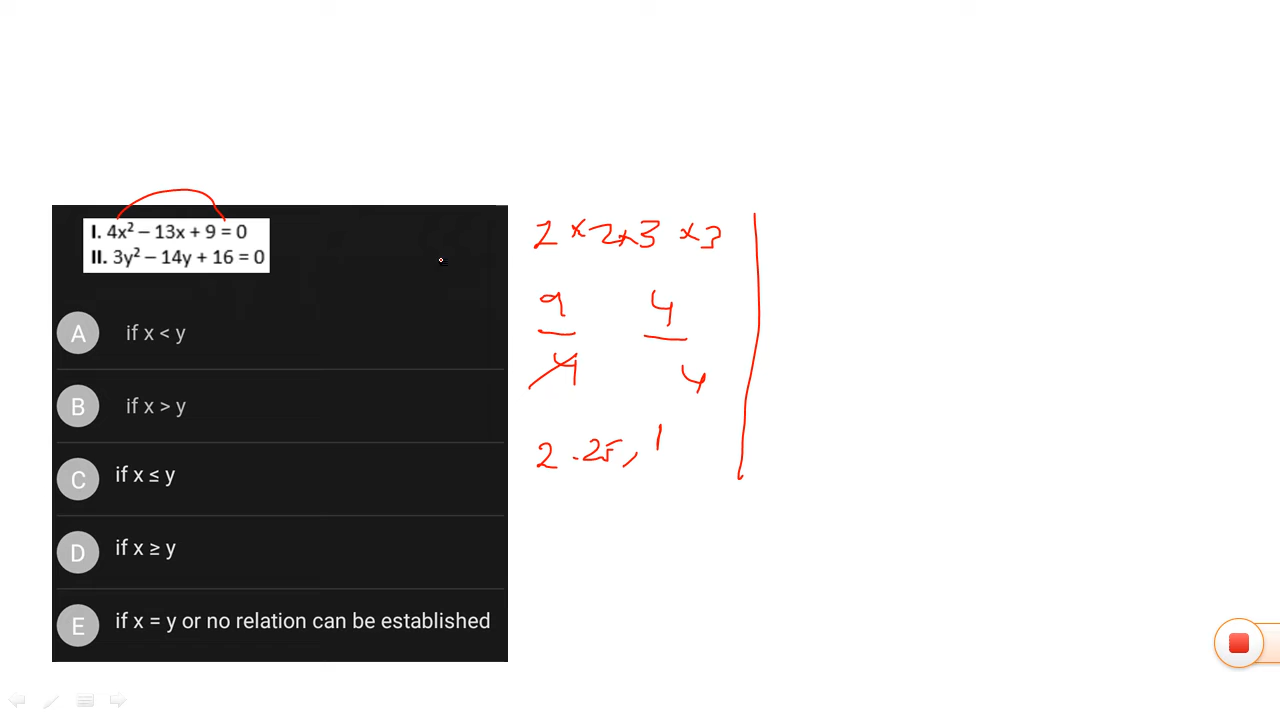 I. 4x² – 13x + 9 = 0
II. 3y² – 14y + 16 = 0
A if x < y
B if x > y
C if x ≤ y
D if x ≥ y
E if x = y or no relation can be established
2 × 2 × 3 × 3
9 4
4 4
2.25, 1